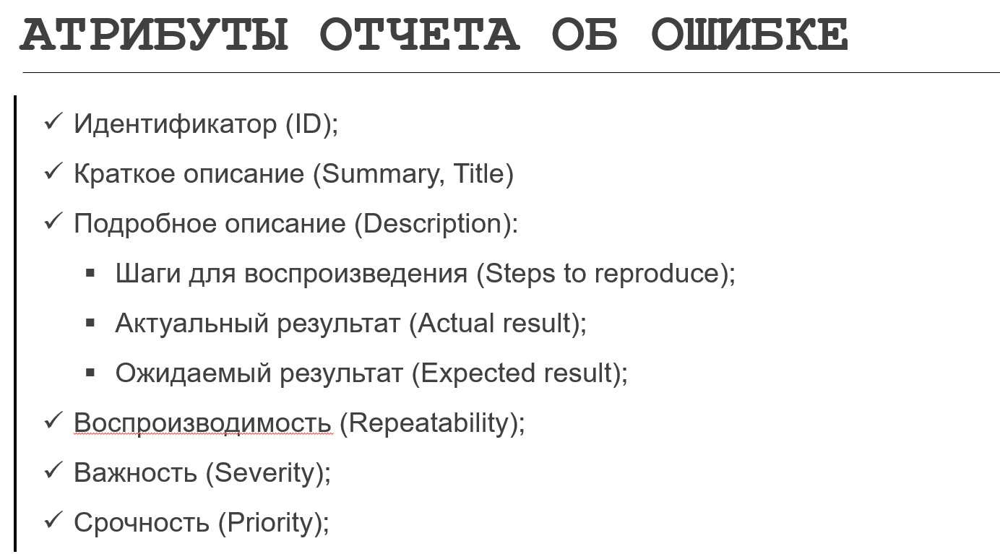 АТРИБУТЫ ОТЧЕТА ОБ ОШИБКЕ
✓ Идентификатор (ID);
✓ Краткое описание (Summary, Title)
✓ Подробное описание (Description):
▪ Шаги для воспроизведения (Steps to reproduce);
▪ Актуальный результат (Actual result);
▪ Ожидаемый результат (Expected result);
✓ Воспроизводимость (Repeatability);
✓ Важность (Severity);
✓ Срочность (Priority);